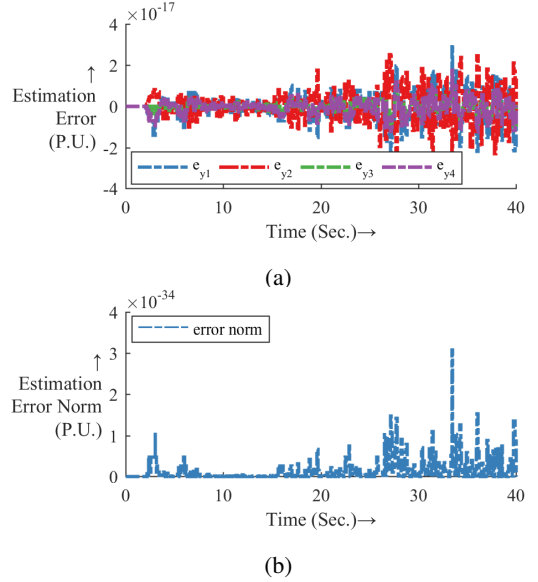 ×10⁻¹⁷
4
2
0
-2
-4
↑
Estimation
Error
(P.U.)
e_y1 e_y2 e_y3 e_y4
0 10 20 30 40
Time (Sec.)→
(a)
×10⁻³⁴
4
3
2
1
0
↑
Estimation
Error Norm
(P.U.)
error norm
0 10 20 30 40
Time (Sec.)→
(b)